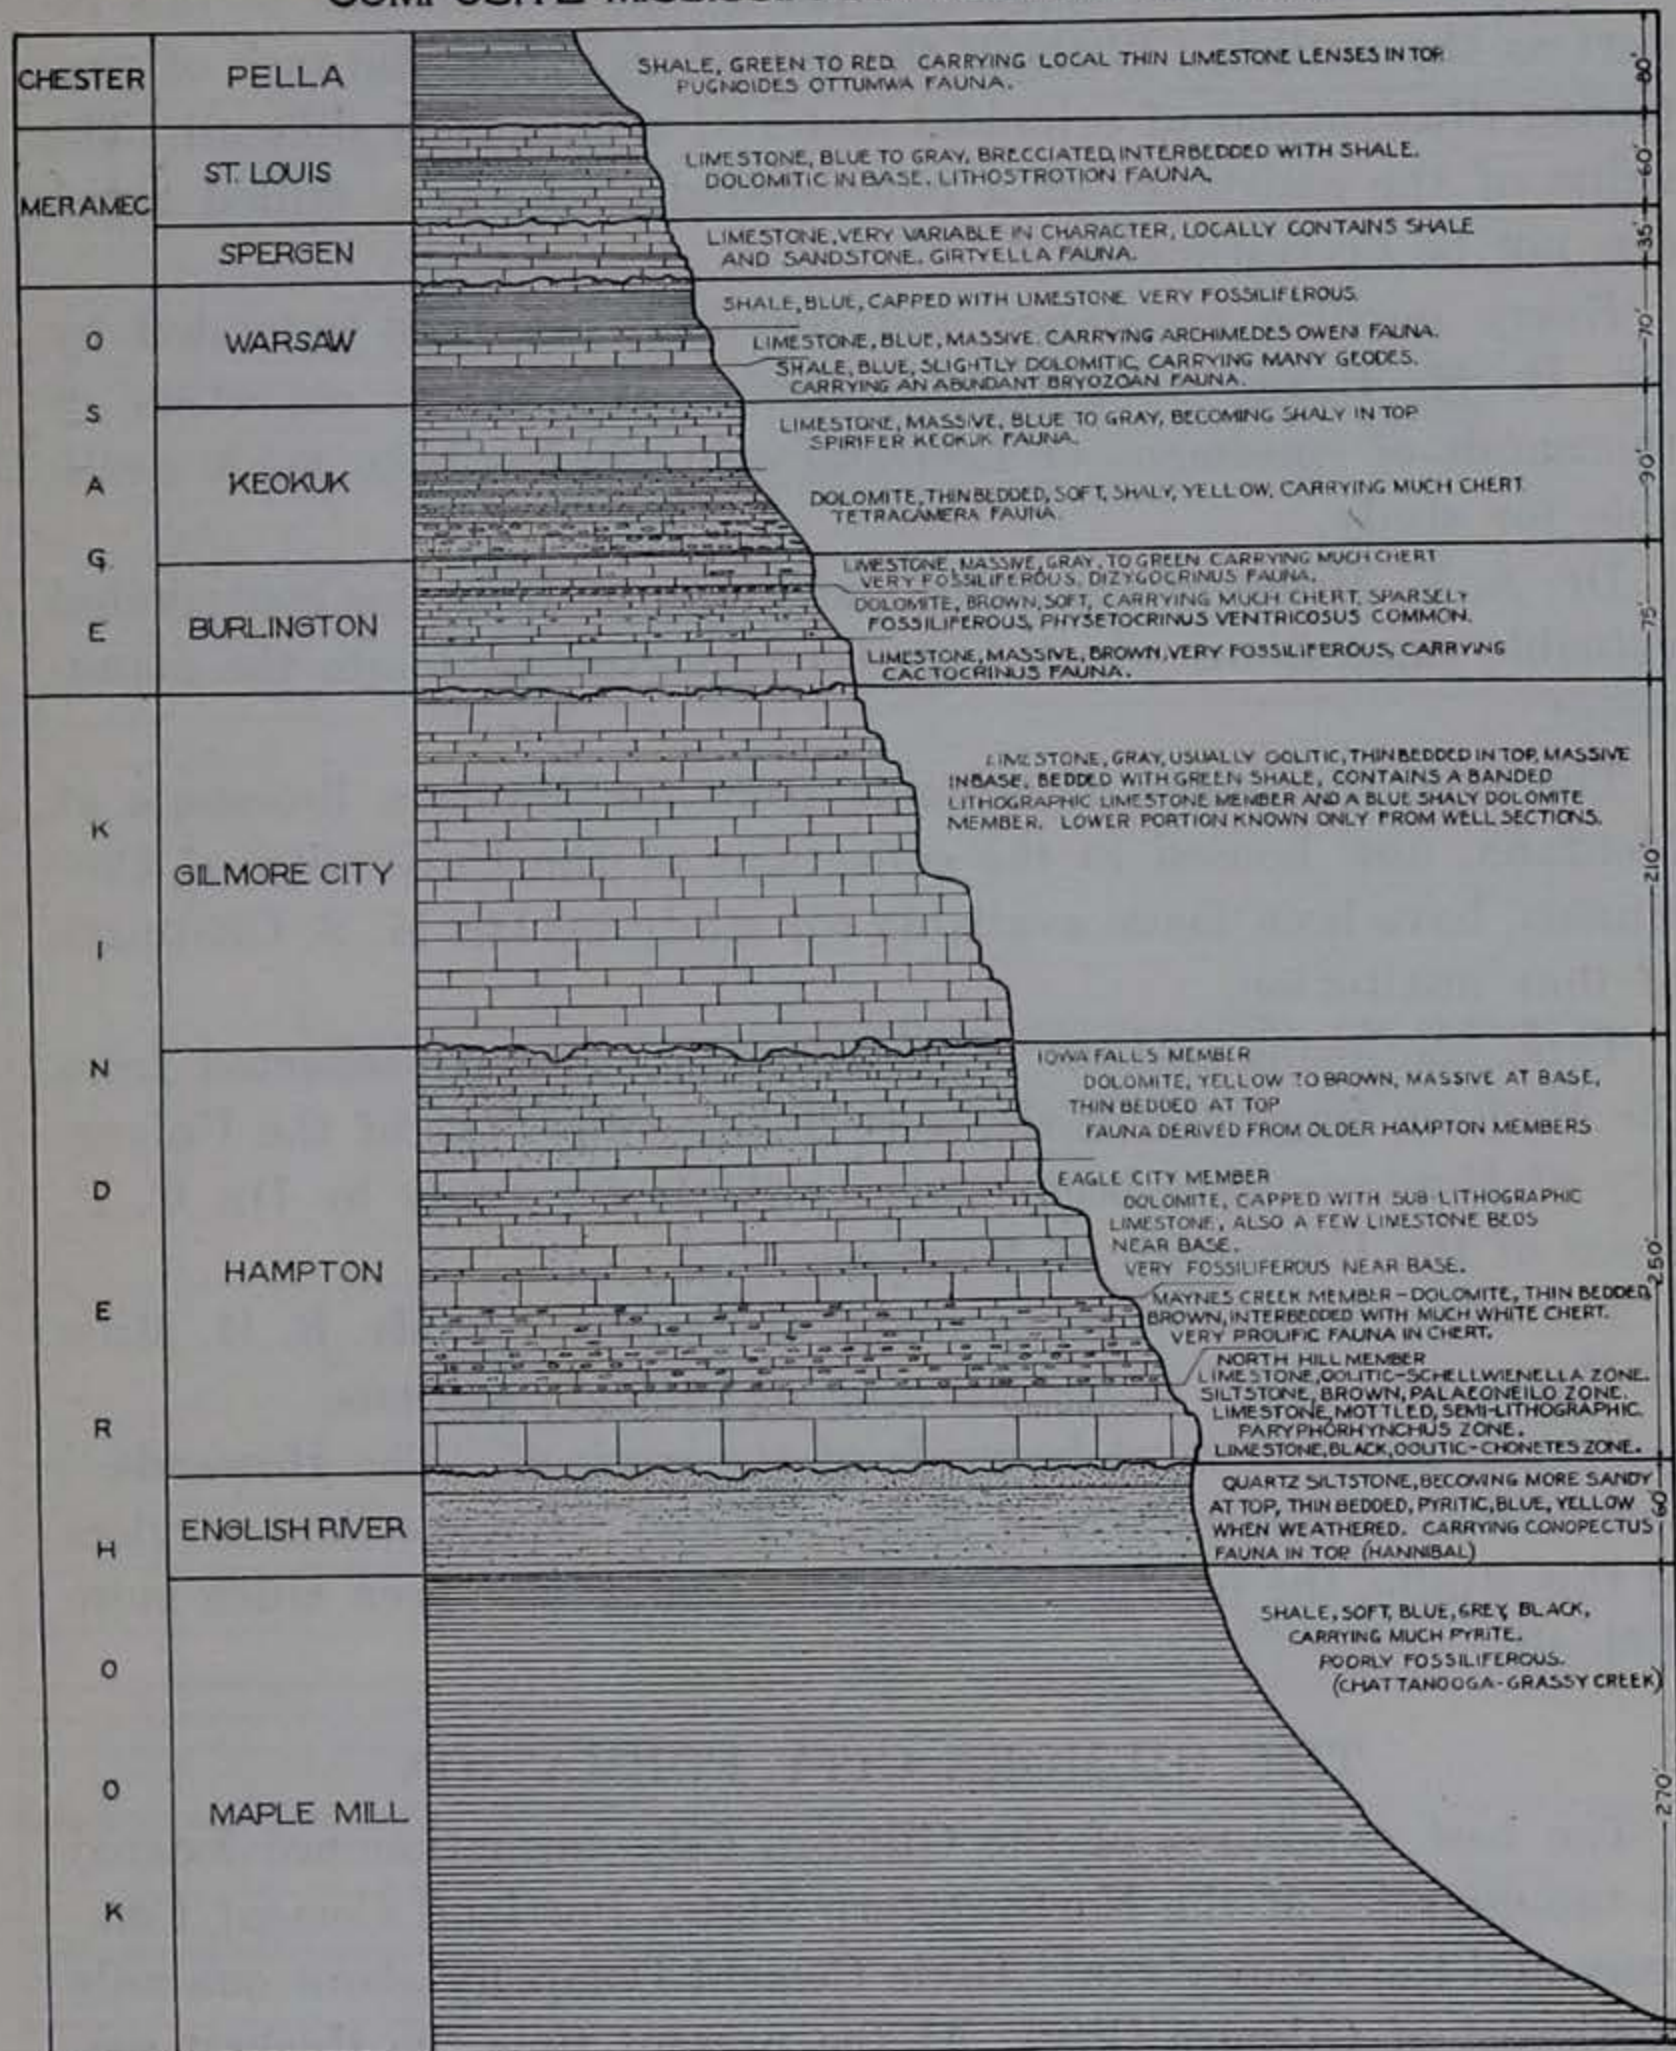 CHESTER
PELLA
SHALE, GREEN TO RED. CARRYING LOCAL THIN LIMESTONE LENSES IN TOP.
PUGNOIDES OTTUMWA FAUNA.
80'
MERAMEC
ST. LOUIS
LIMESTONE, BLUE TO GRAY, BRECCIATED, INTERBEDDED WITH SHALE.
DOLOMITIC IN BASE. LITHOSTROTION FAUNA.
60'
SPERGEN
LIMESTONE, VERY VARIABLE IN CHARACTER, LOCALLY CONTAINS SHALE
AND SANDSTONE. GIRTYELLA FAUNA.
35'
OSAGE
WARSAW
SHALE, BLUE, CAPPED WITH LIMESTONE. VERY FOSSILIFEROUS.
LIMESTONE, BLUE, MASSIVE. CARRYING ARCHIMEDES OWENI FAUNA.
SHALE, BLUE, SLIGHTLY DOLOMITIC, CARRYING MANY GEODES.
CARRYING AN ABUNDANT BRYOZOAN FAUNA.
70'
KEOKUK
LIMESTONE, MASSIVE, BLUE TO GRAY, BECOMING SHALY IN TOP.
SPIRIFER KEOKUK FAUNA.
DOLOMITE, THIN BEDDED, SOFT, SHALY, YELLOW, CARRYING MUCH CHERT.
TETRACAMERA FAUNA.
90'
BURLINGTON
LIMESTONE, MASSIVE, GRAY, TO GREEN CARRYING MUCH CHERT
VERY FOSSILIFEROUS, DIZYGOCRINUS FAUNA.
DOLOMITE, BROWN, SOFT, CARRYING MUCH CHERT, SPARSELY
FOSSILIFEROUS, PHYSETOCRINUS VENTRICOSUS COMMON.
LIMESTONE, MASSIVE, BROWN, VERY FOSSILIFEROUS, CARRYING
CACTOCRINUS FAUNA.
75'
KINDERHOOK
GILMORE CITY
LIMESTONE, GRAY, USUALLY OOLITIC, THIN BEDDED IN TOP, MASSIVE
IN BASE. BEDDED WITH GREEN SHALE, CONTAINS A BANDED
LITHOGRAPHIC LIMESTONE MEMBER AND A BLUE SHALY DOLOMITE
MEMBER. LOWER PORTION KNOWN ONLY FROM WELL SECTIONS.
210'
HAMPTON
IOWA FALLS MEMBER
DOLOMITE, YELLOW TO BROWN, MASSIVE AT BASE,
THIN BEDDED AT TOP
FAUNA DERIVED FROM OLDER HAMPTON MEMBERS
EAGLE CITY MEMBER
DOLOMITE, CAPPED WITH SUB-LITHOGRAPHIC
LIMESTONE, ALSO A FEW LIMESTONE BEDS
NEAR BASE.
VERY FOSSILIFEROUS NEAR BASE.
MAYNES CREEK MEMBER - DOLOMITE, THIN BEDDED,
BROWN, INTERBEDDED WITH MUCH WHITE CHERT.
VERY PROLIFIC FAUNA IN CHERT.
NORTH HILL MEMBER
LIMESTONE, OOLITIC-SCHELLWIENELLA ZONE.
SILTSTONE, BROWN, PALAEONEILO ZONE.
LIMESTONE, MOTTLED, SEMI-LITHOGRAPHIC.
PARYPHORHYNCHUS ZONE.
LIMESTONE, BLACK, OOLITIC-CHONETES ZONE.
250'
ENGLISH RIVER
QUARTZ SILTSTONE, BECOMING MORE SANDY
AT TOP, THIN BEDDED, PYRITIC, BLUE, YELLOW
WHEN WEATHERED. CARRYING CONOPECTUS
FAUNA IN TOP. (HANNIBAL)
60'
MAPLE MILL
SHALE, SOFT, BLUE, GREY, BLACK,
CARRYING MUCH PYRITE.
POORLY FOSSILIFEROUS.
(CHATTANOOGA-GRASSY CREEK)
270'